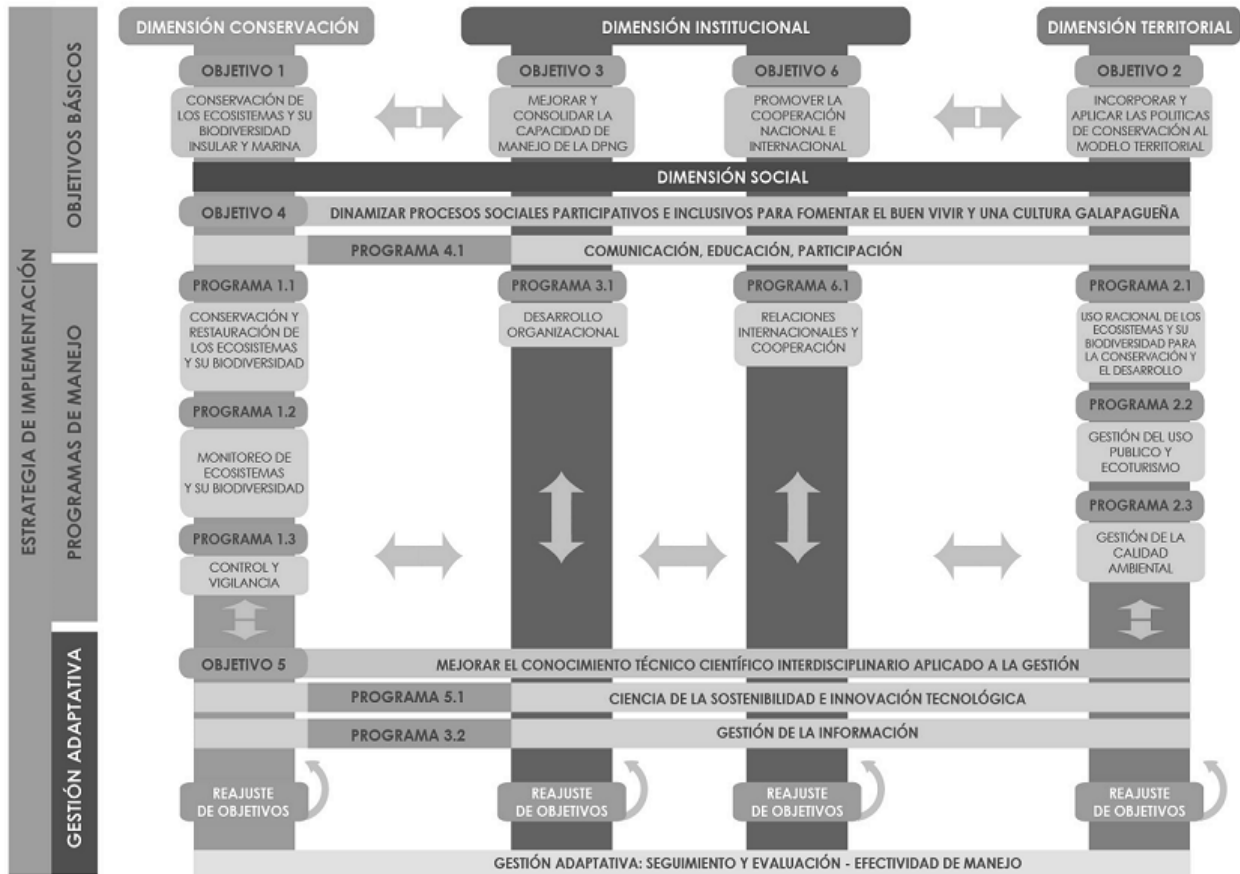 ESTRATEGIA DE IMPLEMENTACIÓN
OBJETIVOS BÁSICOS
PROGRAMAS DE MANEJO
GESTIÓN ADAPTATIVA
DIMENSIÓN CONSERVACIÓN
DIMENSIÓN INSTITUCIONAL
DIMENSIÓN TERRITORIAL
OBJETIVO 1
CONSERVACIÓN DE
LOS ECOSISTEMAS Y SU
BIODIVERSIDAD
INSULAR Y MARINA
OBJETIVO 3
MEJORAR Y
CONSOLIDAR LA
CAPACIDAD DE
MANEJO DE LA DPNG
OBJETIVO 6
PROMOVER LA
COOPERACIÓN
NACIONAL E
INTERNACIONAL
OBJETIVO 2
INCORPORAR Y
APLICAR LAS POLITICAS
DE CONSERVACIÓN AL
MODELO TERRITORIAL
DIMENSIÓN SOCIAL
OBJETIVO 4
DINAMIZAR PROCESOS SOCIALES PARTICIPATIVOS E INCLUSIVOS PARA FOMENTAR EL BUEN VIVIR Y UNA CULTURA GALAPAGUEÑA
PROGRAMA 4.1
COMUNICACIÓN, EDUCACIÓN, PARTICIPACIÓN
PROGRAMA 1.1
CONSERVACIÓN Y
RESTAURACIÓN DE
LOS ECOSISTEMAS
Y SU BIODIVERSIDAD
PROGRAMA 1.2
MONITOREO DE
ECOSISTEMAS
Y SU BIODIVERSIDAD
PROGRAMA 1.3
CONTROL Y
VIGILANCIA
PROGRAMA 3.1
DESARROLLO
ORGANIZACIONAL
PROGRAMA 6.1
RELACIONES
INTERNACIONALES Y
COOPERACIÓN
PROGRAMA 2.1
USO RACIONAL DE LOS
ECOSISTEMAS Y SU
BIODIVERSIDAD PARA
LA CONSERVACIÓN Y
EL DESARROLLO
PROGRAMA 2.2
GESTIÓN DEL USO
PUBLICO Y
ECOTURISMO
PROGRAMA 2.3
GESTIÓN DE LA
CALIDAD
AMBIENTAL
OBJETIVO 5
MEJORAR EL CONOCIMIENTO TÉCNICO CIENTÍFICO INTERDISCIPLINARIO APLICADO A LA GESTIÓN
PROGRAMA 5.1
CIENCIA DE LA SOSTENIBILIDAD E INNOVACIÓN TECNOLÓGICA
PROGRAMA 3.2
GESTIÓN DE LA INFORMACIÓN
REAJUSTE
DE OBJETIVOS
REAJUSTE
DE OBJETIVOS
REAJUSTE
DE OBJETIVOS
REAJUSTE
DE OBJETIVOS
GESTIÓN ADAPTATIVA: SEGUIMIENTO Y EVALUACIÓN - EFECTIVIDAD DE MANEJO